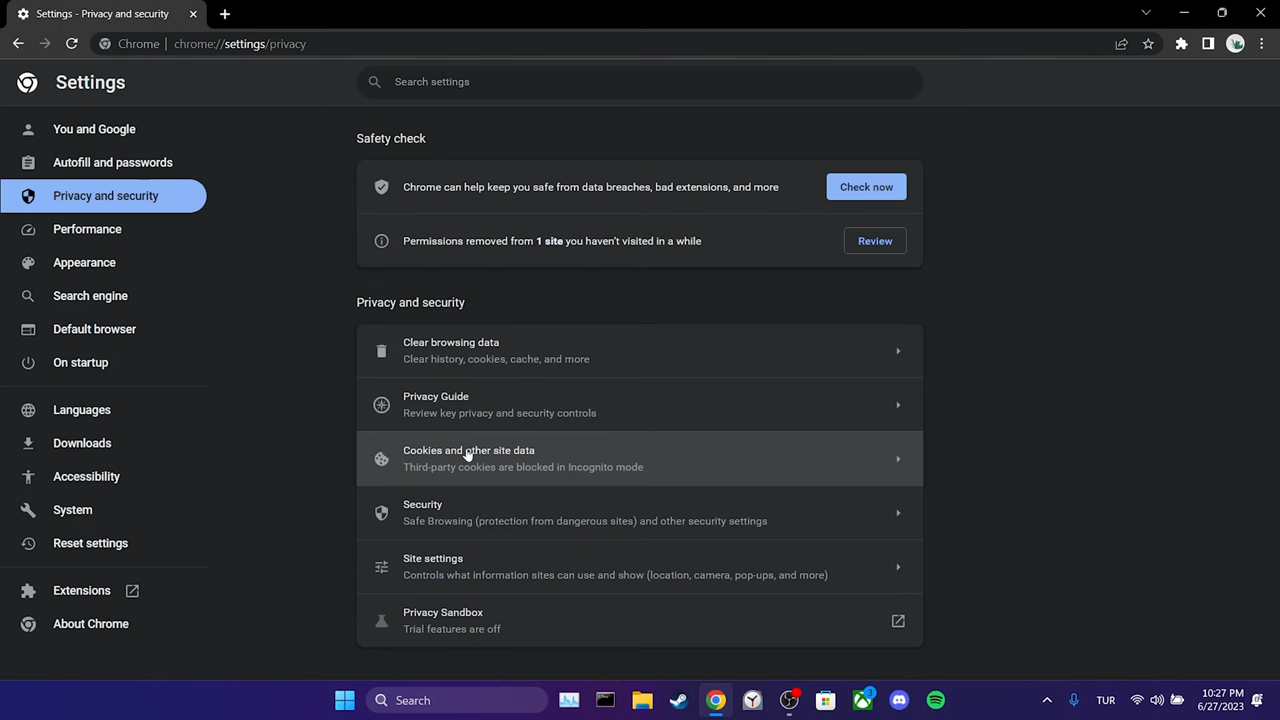 Settings - Privacy and security
Chrome
chrome://settings/privacy
Settings
Search settings
You and Google
Autofill and passwords
Privacy and security
Performance
Appearance
Search engine
Default browser
On startup
Languages
Downloads
Accessibility
System
Reset settings
Extensions
About Chrome
Safety check
Chrome can help keep you safe from data breaches, bad extensions, and more
Check now
Permissions removed from 1 site you haven't visited in a while
Review
Privacy and security
Clear browsing data
Clear history, cookies, cache, and more
Privacy Guide
Review key privacy and security controls
Cookies and other site data
Third-party cookies are blocked in Incognito mode
Security
Safe Browsing (protection from dangerous sites) and other security settings
Site settings
Controls what information sites can use and show (location, camera, pop-ups, and more)
Privacy Sandbox
Trial features are off
Search
3
TUR
10:27 PM
6/27/2023